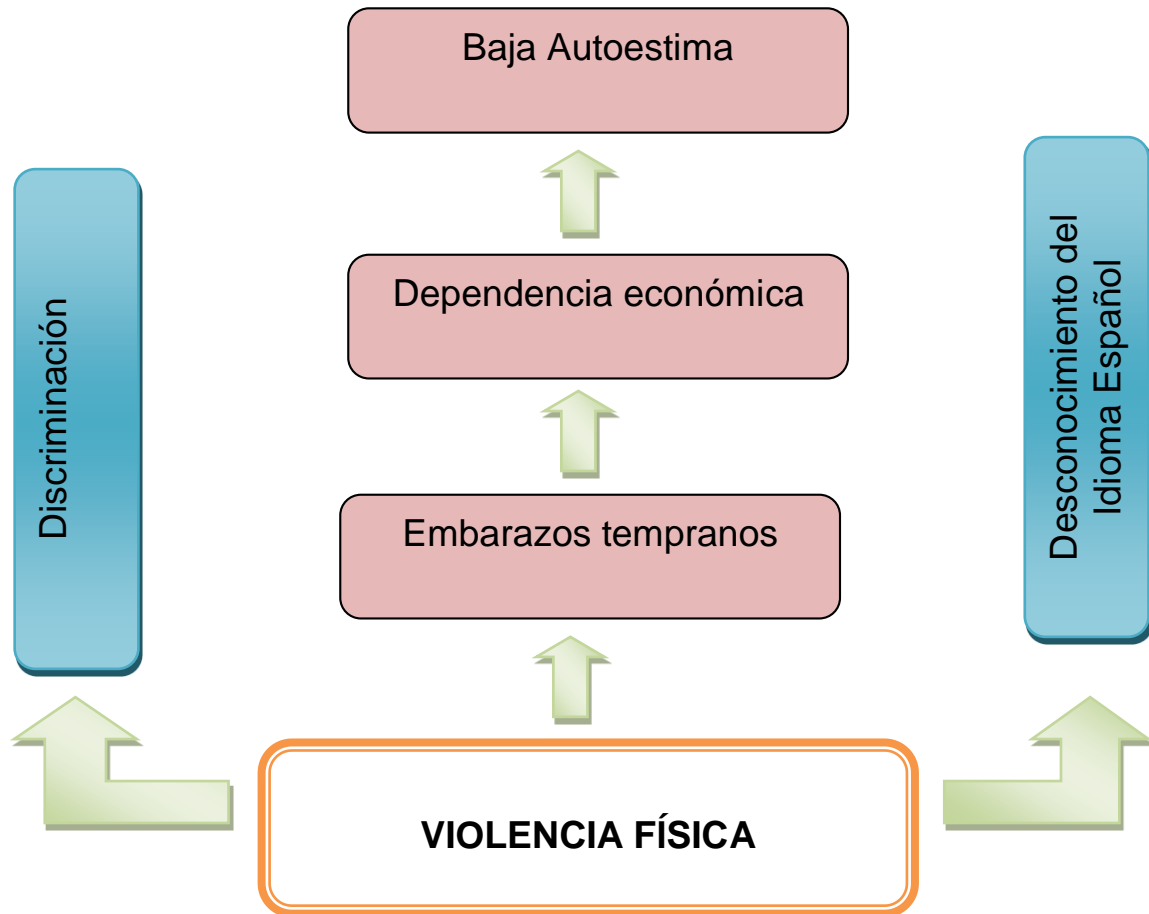 Baja Autoestima
Dependencia económica
Embarazos tempranos
Discriminación
Desconocimiento del
Idioma Español
VIOLENCIA FÍSICA